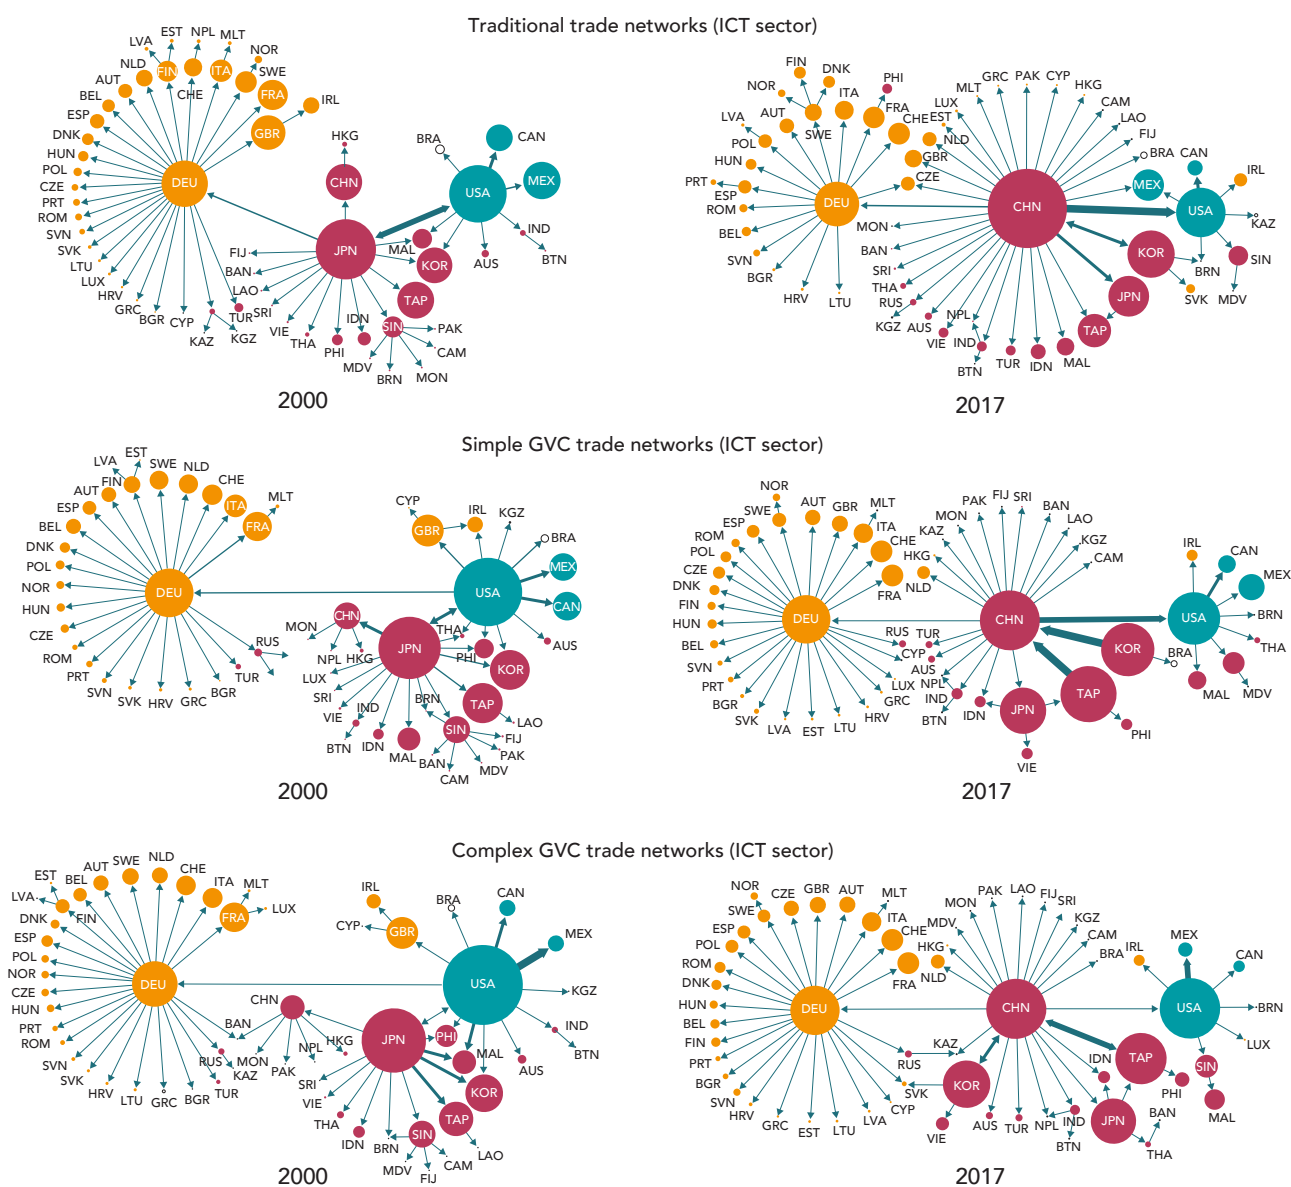 Traditional trade networks (ICT sector)
LVA
EST
NPL
MLT
NOR
NLD
FIN
CHE
ITA
SWE
AUT
BEL
FRA
IRL
ESP
GBR
DNK
HUN
POL
DEU
CZE
PRT
ROM
SVN
SVK
LTU
LUX
HRV
GRC
BGR
CYP
KAZ
KGZ
TUR
HKG
CHN
JPN
FIJ
BAN
LAO
SRI
VIE
THA
PHI
IDN
SIN
MDV
BRN
MON
CAM
PAK
TAP
KOR
MAL
BRA
CAN
USA
MEX
IND
BTN
AUS
2000
FIN
DNK
NOR
ITA
PHI
FRA
LVA
AUT
SWE
CHE
POL
GBR
HUN
CZE
PRT
ESP
DEU
ROM
BEL
SVN
BGR
HRV
LTU
EST
NLD
LUX
MLT
GRC
PAK
CYP
HKG
CAM
LAO
FIJ
BRA
CHN
MON
BAN
SRI
THA
RUS
KGZ
AUS
VIE
NPL
IND
BTN
TUR
IDN
MAL
TAP
JPN
KOR
SVK
BRN
MEX
CAN
USA
IRL
KAZ
SIN
MDV
2017
Simple GVC trade networks (ICT sector)
LVA
EST
SWE
NLD
CHE
FIN
AUT
ITA
MLT
ESP
FRA
BEL
DNK
POL
DEU
NOR
HUN
CZE
ROM
PRT
SVN
SVK
HRV
GRC
BGR
TUR
RUS
CYP
GBR
IRL
KGZ
BRA
MEX
USA
CAN
AUS
CHN
MON
NPL
HKG
JPN
THA
PHI
KOR
LUX
SRI
VIE
IND
BTN
IDN
MAL
BRN
BAN
SIN
CAM
MDV
PAK
FIJ
LAO
TAP
2000
NOR
AUT
GBR
MLT
SWE
ESP
ITA
ROM
CHE
POL
FRA
CZE
DNK
FIN
DEU
HUN
BEL
SVN
PRT
BGR
SVK
LVA
EST
LTU
HRV
GRC
LUX
CYP
RUS
NLD
HKG
KAZ
MON
PAK
FIJ
SRI
BAN
LAO
KGZ
CAM
CHN
TUR
AUS
NPL
IND
BTN
IDN
JPN
VIE
TAP
PHI
KOR
BRA
IRL
CAN
MEX
USA
BRN
THA
MAL
MDV
2017
Complex GVC trade networks (ICT sector)
EST
BEL
AUT
SWE
NLD
CHE
ITA
MLT
LVA
FIN
FRA
LUX
DNK
ESP
POL
NOR
DEU
CZE
HUN
PRT
ROM
SVN
SVK
HRV
LTU
GRC
BGR
TUR
KAZ
RUS
BAN
IRL
CYP
GBR
BRA
CAN
MEX
USA
KGZ
IND
BTN
AUS
CHN
MON
PAK
NPL
HKG
JPN
PHI
MAL
KOR
SRI
VIE
THA
IDN
BRN
MDV
SIN
FIJ
CAM
LAO
TAP
2000
NOR
CZE
GBR
AUT
MLT
SWE
ITA
ESP
CHE
POL
FRA
ROM
DNK
DEU
HUN
BEL
FIN
PRT
BGR
SVN
HRV
GRC
EST
LTU
LVA
CYP
SVK
RUS
KAZ
NLD
HKG
MDV
MON
PAK
LAO
FIJ
SRI
KGZ
CAM
BRA
CHN
KOR
VIE
AUS
TUR
NPL
IND
BTN
IDN
JPN
TAP
PHI
BAN
THA
IRL
MEX
CAN
USA
BRN
LUX
SIN
MAL
2017